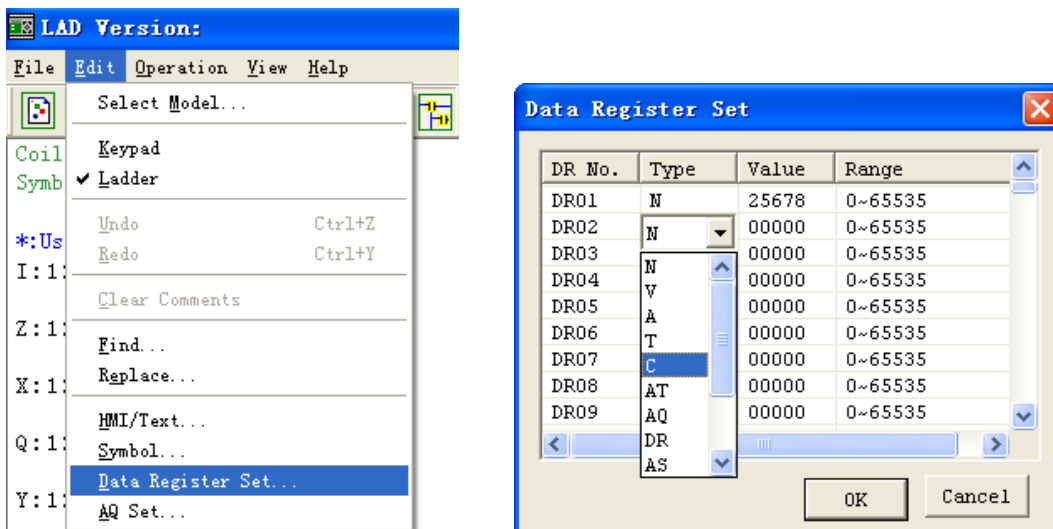 LAD Version:
File Edit Operation View Help
Select Model...
Keypad
Ladder
Undo Ctrl+Z
Redo Ctrl+Y
Clear Comments
Find...
Replace...
HMI/Text...
Symbol...
Data Register Set...
AQ Set...
Coil
Symb
*:Us
I:1
Z:1
X:1
Q:1
Y:1
Data Register Set
DR No. Type Value Range
DR01 N 25678 0~65535
DR02 N 00000 0~65535
DR03 00000 0~65535
DR04 00000 0~65535
DR05 00000 0~65535
DR06 00000 0~65535
DR07 00000 0~65535
DR08 00000 0~65535
DR09 00000 0~65535
N
V
A
T
C
AT
AQ
DR
AS
OK Cancel